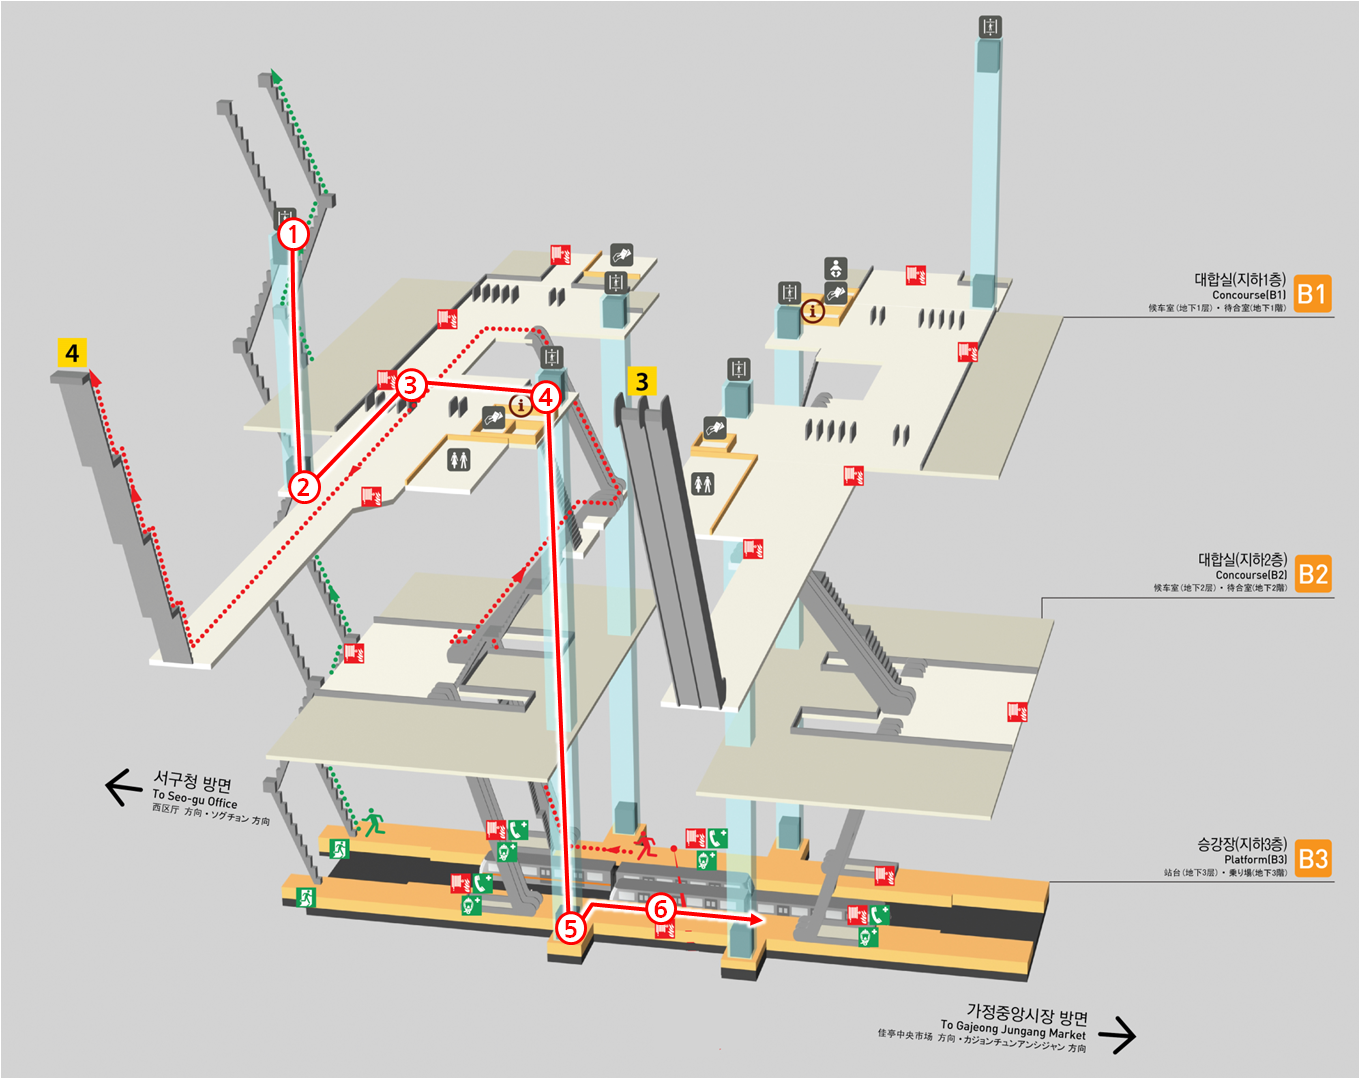 1
2
3
4
5
6
4
3
i
i
대합실(지하1층)
Concourse(B1)
候车室(地下1层)・待合室(地下1階)
B1
대합실(지하2층)
Concourse(B2)
候车室(地下2层)・待合室(地下2階)
B2
승강장(지하3층)
Platform(B3)
站台(地下3层)・乗り場(地下3階)
B3
서구청 방면
To Seo-gu Office
西区厅 方向・ソグチョン 方向
가정중앙시장 방면
To Gajeong Jungang Market
佳亭中央市场 方向・カジョンチュンアンシジャン 方向